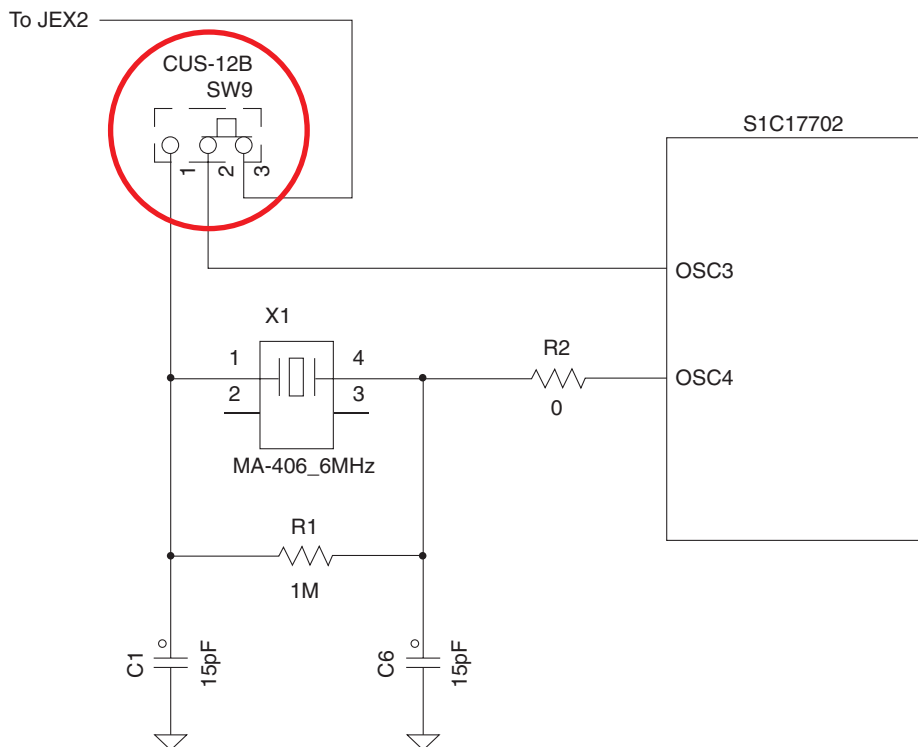 To JEX2
CUS-12B
SW9
1
2
3
S1C17702
OSC3
X1
1
4
2
3
MA-406_6MHz
R2
0
OSC4
R1
1M
C1
15pF
C6
15pF